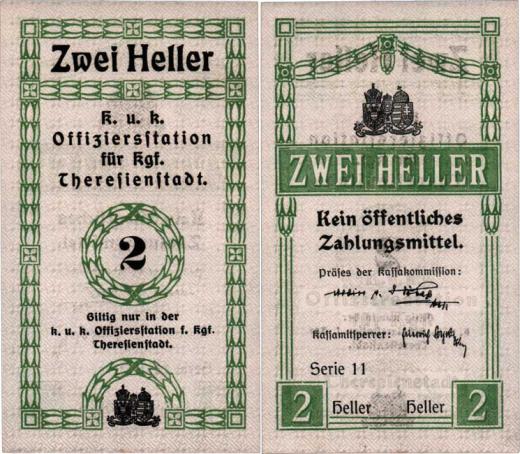 Zwei Heller
K. u. k.
Offiziersstation
für Kgf.
Theresienstadt.
2
Giltig nur in der
k. u. k. Offiziersstation f. Kgf.
Theresienstadt.
ZWEI HELLER
Kein öffentliches
Zahlungsmittel.
Präses der Kassakommission:
Kassamitsperrer:
Serie 11
2 Heller Heller 2